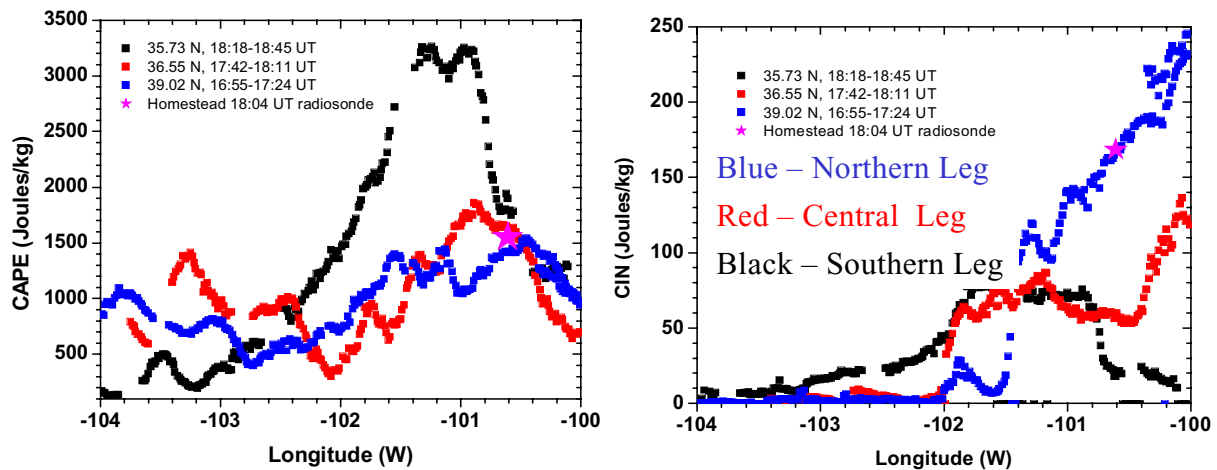 3500
3000
2500
2000
1500
1000
500
CAPE (Joules/kg)
35.73 N, 18:18-18:45 UT
36.55 N, 17:42-18:11 UT
39.02 N, 16:55-17:24 UT
Homestead 18:04 UT radiosonde
-104 -103 -102 -101 -100
Longitude (W)
250
200
150
100
50
0
CIN (Joules/kg)
35.73 N, 18:18-18:45 UT
36.55 N, 17:42-18:11 UT
39.02 N, 16:55-17:24 UT
Homestead 18:04 UT radiosonde
Blue – Northern Leg
Red – Central Leg
Black – Southern Leg
-104 -103 -102 -101 -100
Longitude (W)